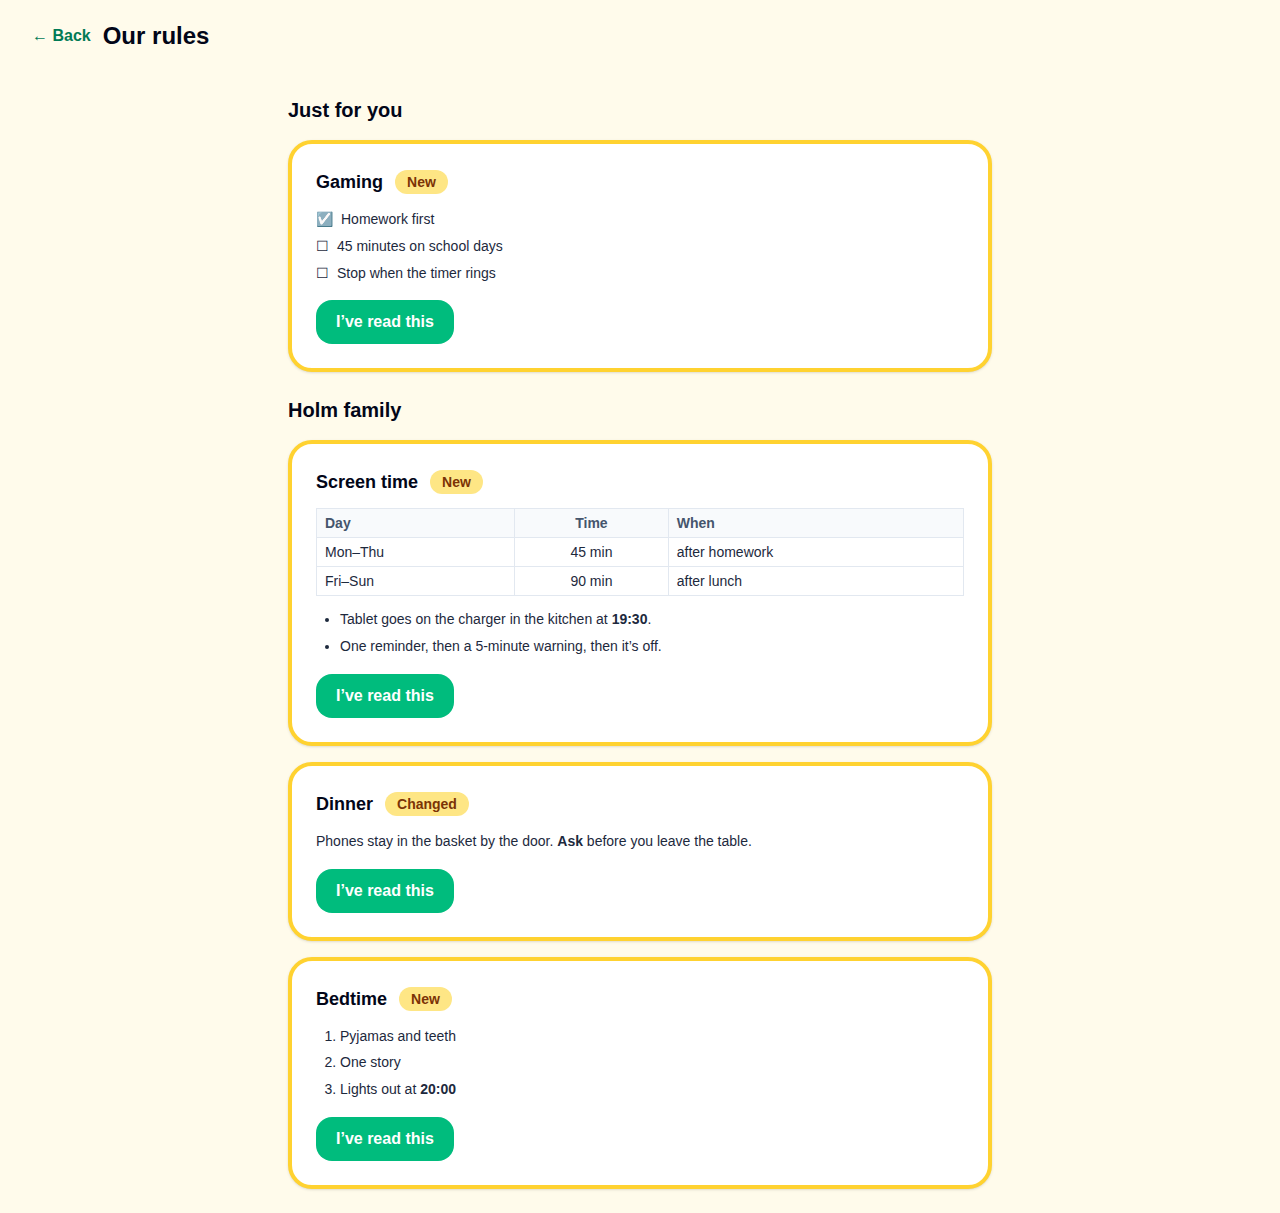 ← Back Our rules
Just for you
Gaming New
☑ Homework first
☐ 45 minutes on school days
☐ Stop when the timer rings
I’ve read this
Holm family
Screen time New
Day Time When
Mon–Thu 45 min after homework
Fri–Sun 90 min after lunch
• Tablet goes on the charger in the kitchen at 19:30.
• One reminder, then a 5-minute warning, then it’s off.
I’ve read this
Dinner Changed
Phones stay in the basket by the door. Ask before you leave the table.
I’ve read this
Bedtime New
1. Pyjamas and teeth
2. One story
3. Lights out at 20:00
I’ve read this